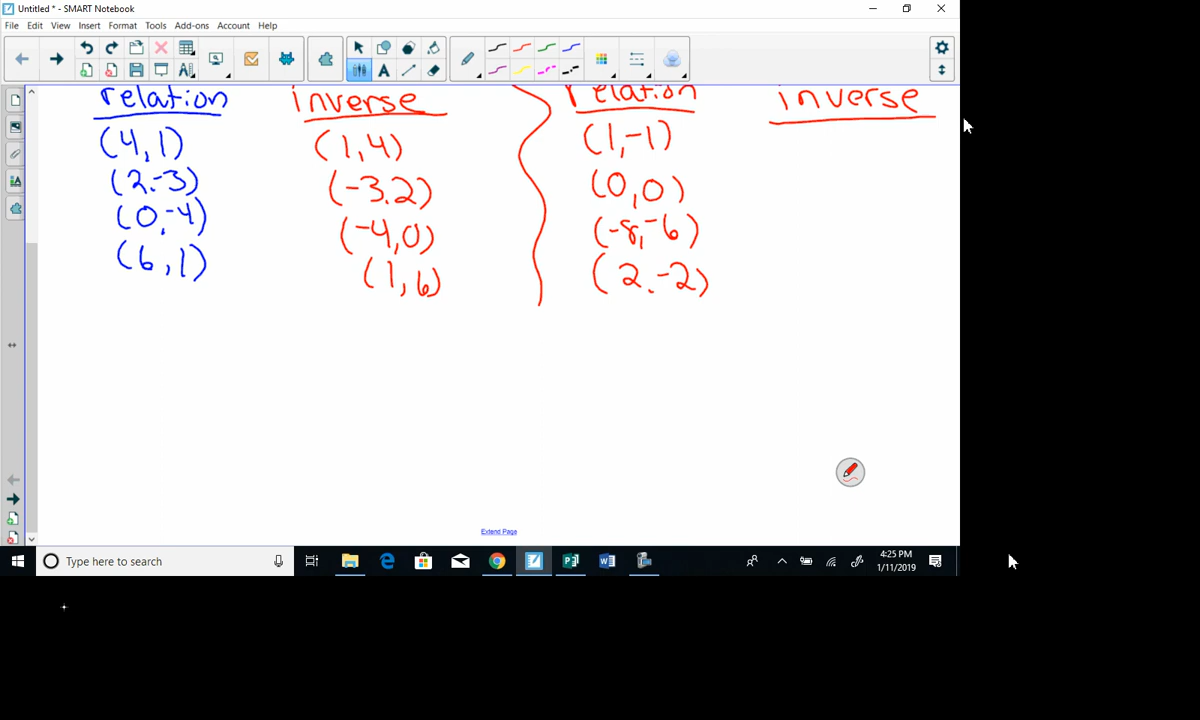 Untitled * - SMART Notebook
File Edit View Insert Format Tools Add-ons Account Help
relation inverse relation inverse
(4,1) (1,4) (1,-1)
(2,-3) (-3,2) (0,0)
(0,-4) (-4,0) (-8,-6)
(6,1) (1,6) (2,-2)
Extend Page
Type here to search
4:25 PM
1/11/2019